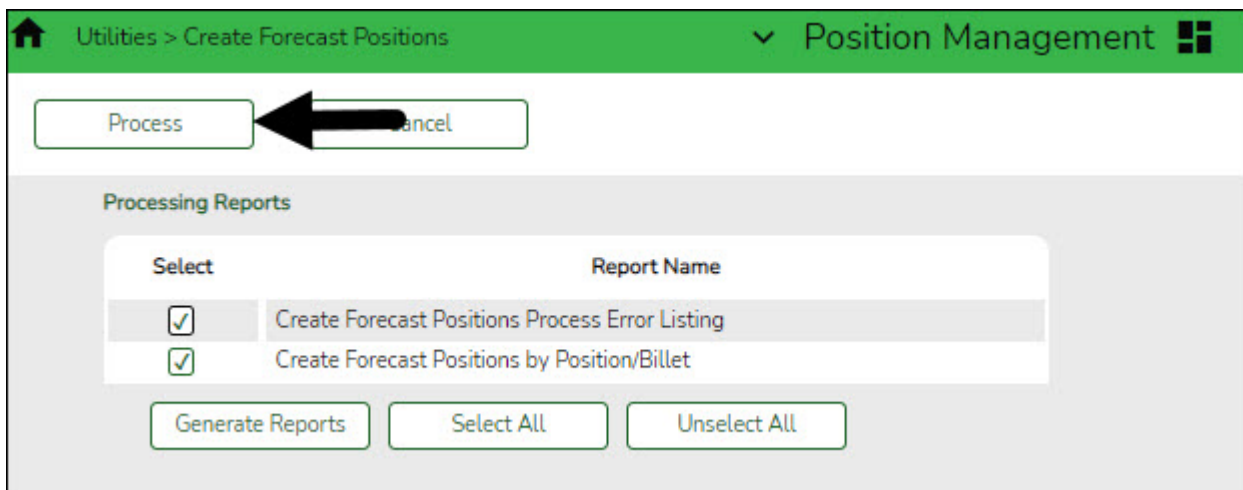 Utilities > Create Forecast Positions Position Management
Process ancel
Processing Reports
Select Report Name
Create Forecast Positions Process Error Listing
Create Forecast Positions by Position/Billet
Generate Reports Select All Unselect All